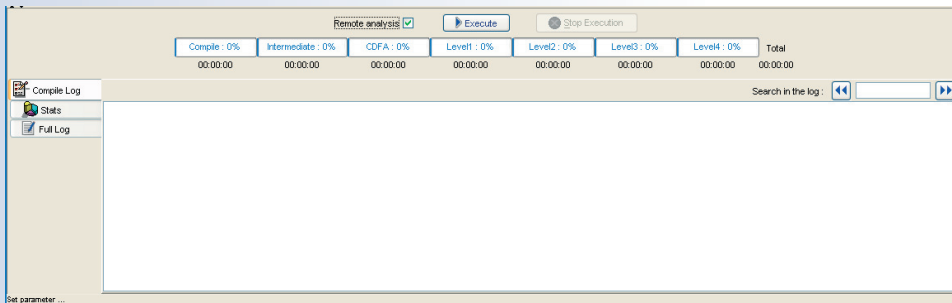 Remote analysis Execute Stop Execution
Compile : 0% Intermediate : 0% CDFA : 0% Level1 : 0% Level2 : 0% Level3 : 0% Level4 : 0% Total
00:00:00 00:00:00 00:00:00 00:00:00 00:00:00 00:00:00 00:00:00 00:00:00
Compile Log Search in the log :
Stats
Full Log
Set parameter ...